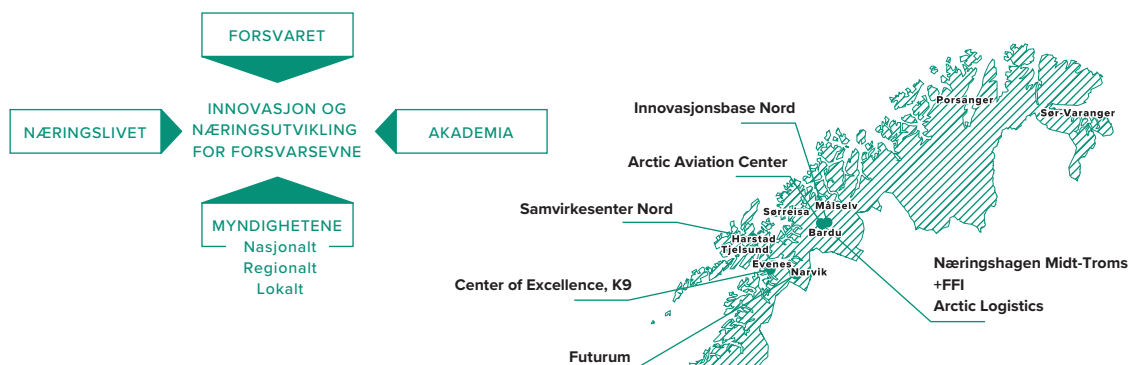 FORSVARET
NÆRINGSLIVET
INNOVASJON OG
NÆRINGSUTVIKLING
FOR FORSVARSEVNE
AKADEMIA
MYNDIGHETENE
Nasjonalt
Regionalt
Lokalt
Innovasjonsbase Nord
Arctic Aviation Center
Samvirkesenter Nord
Center of Excellence, K9
Futurum
Porsanger
Sør-Varanger
Målselv
Sørreisa
Bardu
Harstad
Tjelsund
Evenes
Narvik
Næringshagen Midt-Troms
+FFI
Arctic Logistics